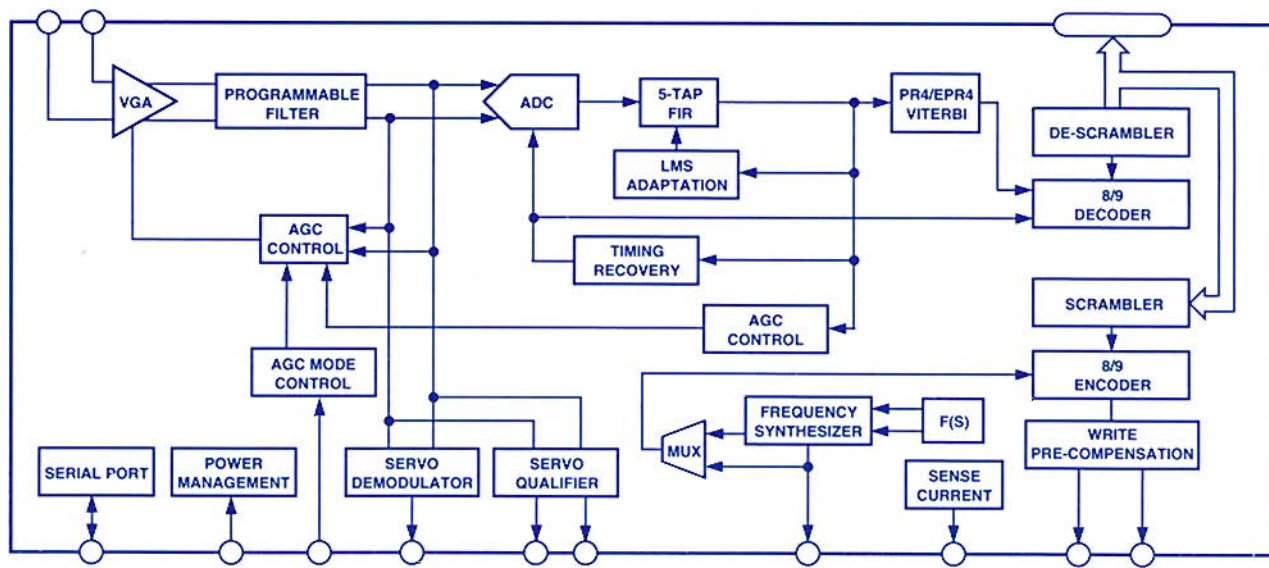 VGA
PROGRAMMABLE
FILTER
ADC
5-TAP
FIR
PR4/EPR4
VITERBI
DE-SCRAMBLER
LMS
ADAPTATION
8/9
DECODER
AGC
CONTROL
TIMING
RECOVERY
SCRAMBLER
AGC
CONTROL
AGC MODE
CONTROL
8/9
ENCODER
FREQUENCY
SYNTHESIZER
F(S)
MUX
WRITE
PRE-COMPENSATION
SERIAL PORT
POWER
MANAGEMENT
SERVO
DEMODULATOR
SERVO
QUALIFIER
SENSE
CURRENT